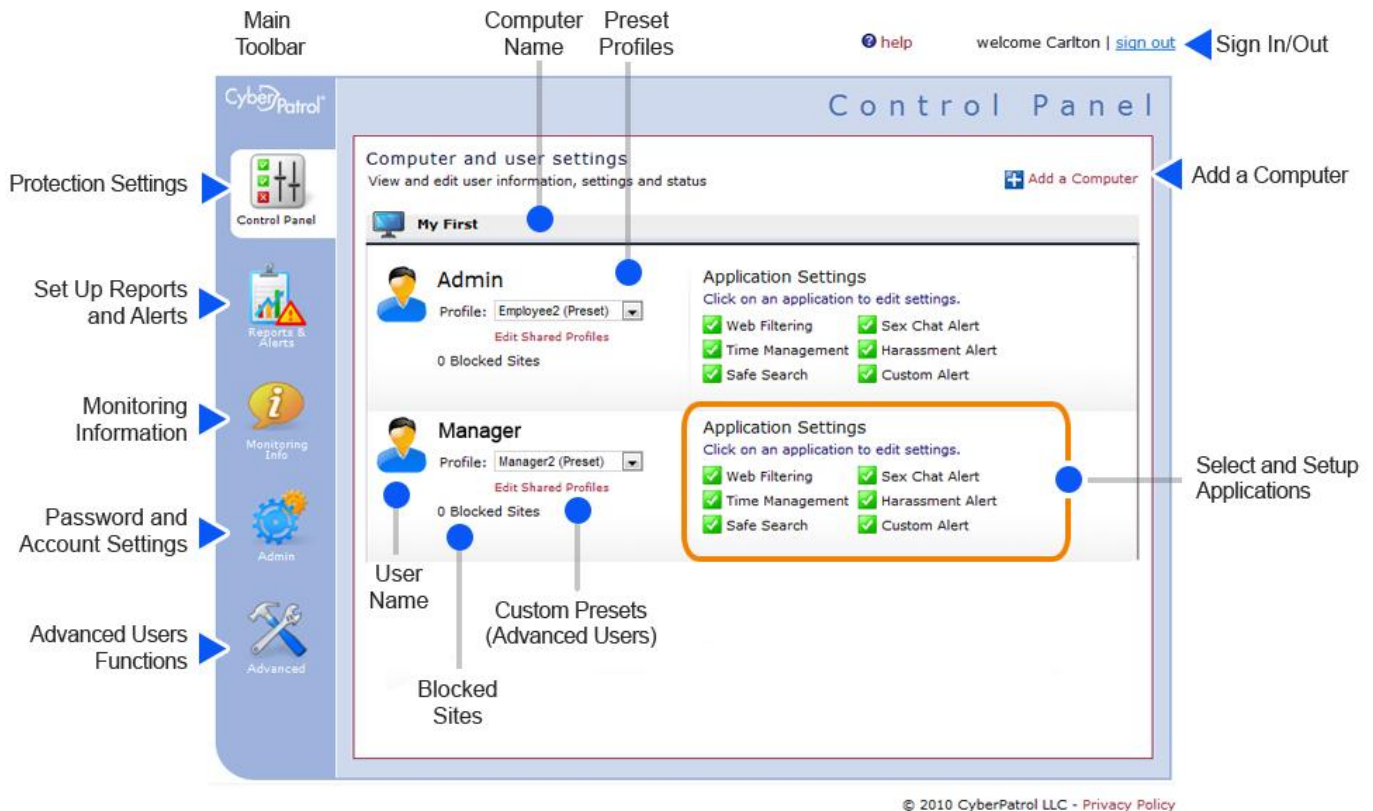 Main
Toolbar
Computer
Name
Preset
Profiles
help
welcome Carlton | sign out
Sign In/Out
CyberPatrol
Control Panel
Protection Settings
Control Panel
Computer and user settings
View and edit user information, settings and status
Add a Computer
Add a Computer
My First
Set Up Reports
and Alerts
Reports &
Alerts
Admin
Profile: Employee2 (Preset)
Edit Shared Profiles
0 Blocked Sites
Application Settings
Click on an application to edit settings.
Web Filtering
Sex Chat Alert
Time Management
Harassment Alert
Safe Search
Custom Alert
Monitoring
Information
Monitoring
Info
Manager
Profile: Manager2 (Preset)
Edit Shared Profiles
0 Blocked Sites
Application Settings
Click on an application to edit settings.
Web Filtering
Sex Chat Alert
Time Management
Harassment Alert
Safe Search
Custom Alert
Select and Setup
Applications
Password and
Account Settings
Admin
User
Name
Custom Presets
(Advanced Users)
Advanced Users
Functions
Advanced
Blocked
Sites
© 2010 CyberPatrol LLC - Privacy Policy